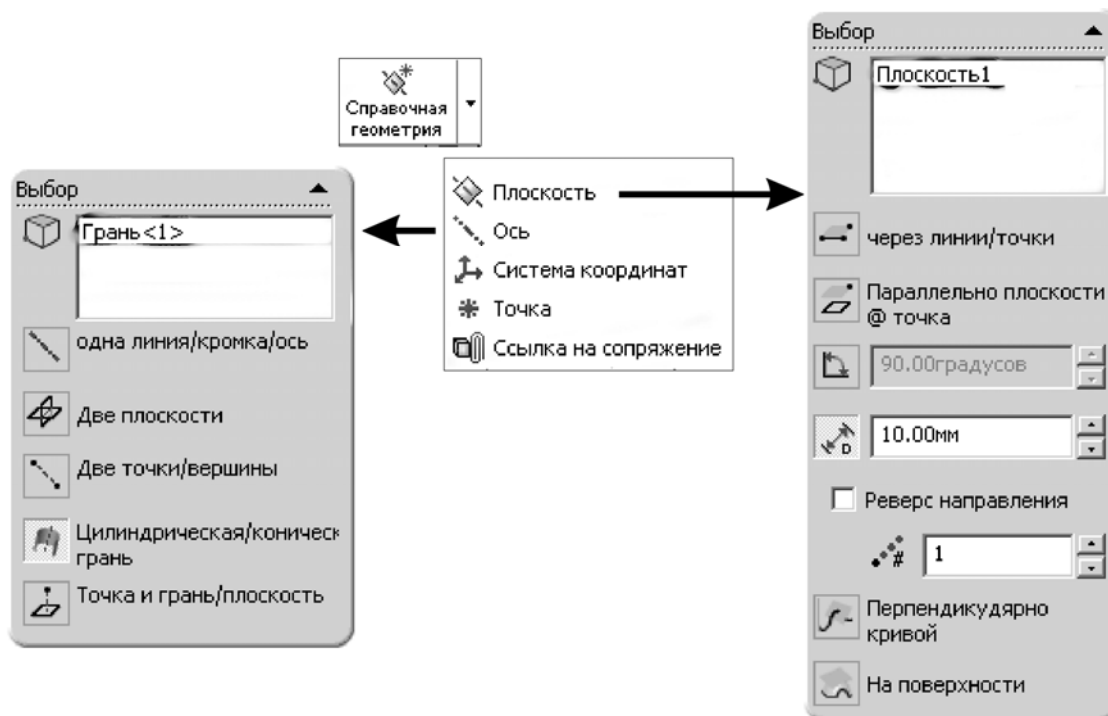 Справочная
геометрия
Выбор
Грань<1>
одна линия/кромка/ось
Две плоскости
Две точки/вершины
Цилиндрическая/коническ
грань
Точка и грань/плоскость
Плоскость
Ось
Система координат
Точка
Ссылка на сопряжение
Выбор
Плоскость1
через линии/точки
Параллельно плоскости
@ точка
90.00градусов
D
10.00мм
Реверс направления
#
1
Перпендикудярно
кривой
На поверхности